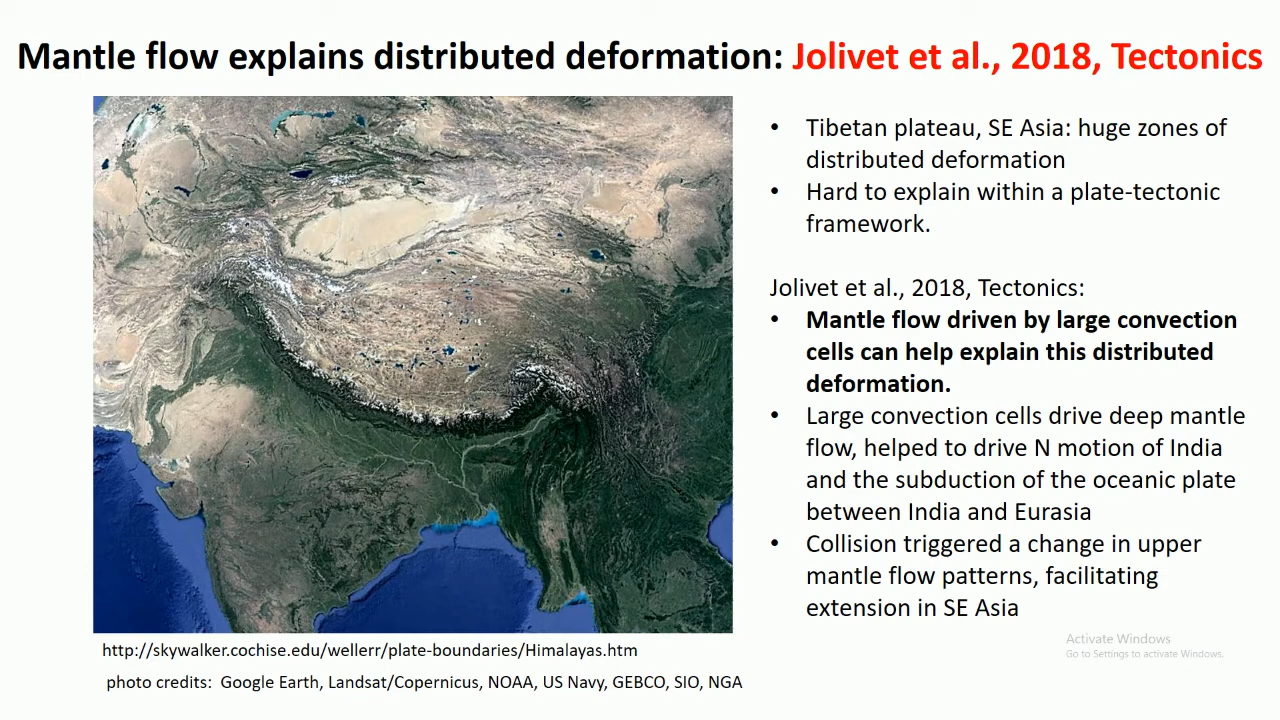 Mantle flow explains distributed deformation: Jolivet et al., 2018, Tectonics
• Tibetan plateau, SE Asia: huge zones of
distributed deformation
• Hard to explain within a plate-tectonic
framework.
Jolivet et al., 2018, Tectonics:
• Mantle flow driven by large convection
cells can help explain this distributed
deformation.
• Large convection cells drive deep mantle
flow, helped to drive N motion of India
and the subduction of the oceanic plate
between India and Eurasia
• Collision triggered a change in upper
mantle flow patterns, facilitating
extension in SE Asia
http://skywalker.cochise.edu/wellerr/plate-boundaries/Himalayas.htm
photo credits: Google Earth, Landsat/Copernicus, NOAA, US Navy, GEBCO, SIO, NGA
Activate Windows
Go to Settings to activate Windows.